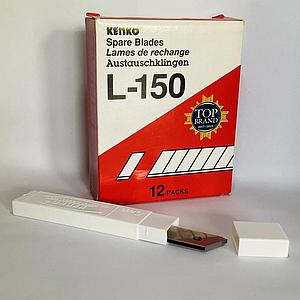 KENKO
Spare Blades
Lames de rechange
Austauschklingen
L-150
TOP
BRAND
12 PACKS